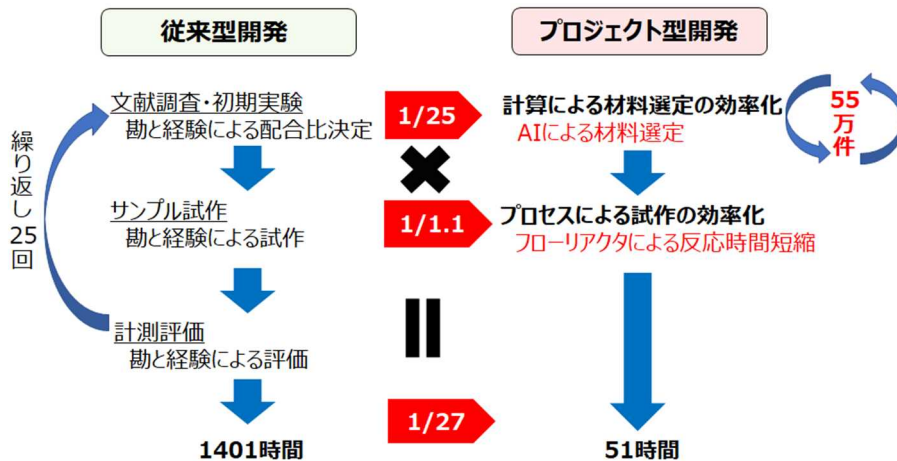 従来型開発
プロジェクト型開発
文献調査・初期実験
勘と経験による配合比決定
1/25
計算による材料選定の効率化
AIによる材料選定
55万件
繰り返し25回
サンプル試作
勘と経験による試作
1/1.1
プロセスによる試作の効率化
フローリアクタによる反応時間短縮
計測評価
勘と経験による評価
1/27
1401時間
51時間